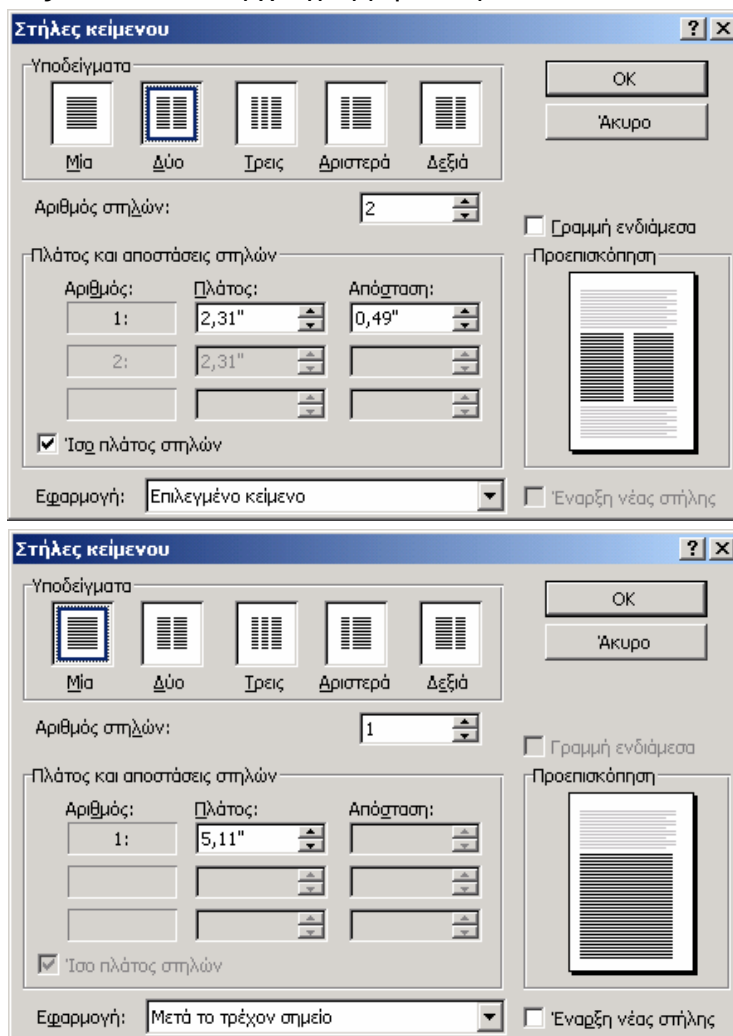 Στήλες κείμενου
Υποδείγματα
Μία Δύο Τρεις Αριστερά Δεξιά
OK
Άκυρο
Αριθμός στηλών: 2
Γραμμή ενδιάμεσα
Πλάτος και αποστάσεις στηλών
Προεπισκόπηση
Αριθμός: Πλάτος: Απόσταση:
1: 2,31" 0,49"
2: 2,31"
Ίσο πλάτος στηλών
Εφαρμογή: Επιλεγμένο κείμενο
Έναρξη νέας στήλης
Στήλες κείμενου
Υποδείγματα
Μία Δύο Τρεις Αριστερά Δεξιά
OK
Άκυρο
Αριθμός στηλών: 1
Γραμμή ενδιάμεσα
Πλάτος και αποστάσεις στηλών
Προεπισκόπηση
Αριθμός: Πλάτος: Απόσταση:
1: 5,11"
Ίσο πλάτος στηλών
Εφαρμογή: Μετά το τρέχον σημείο
Έναρξη νέας στήλης